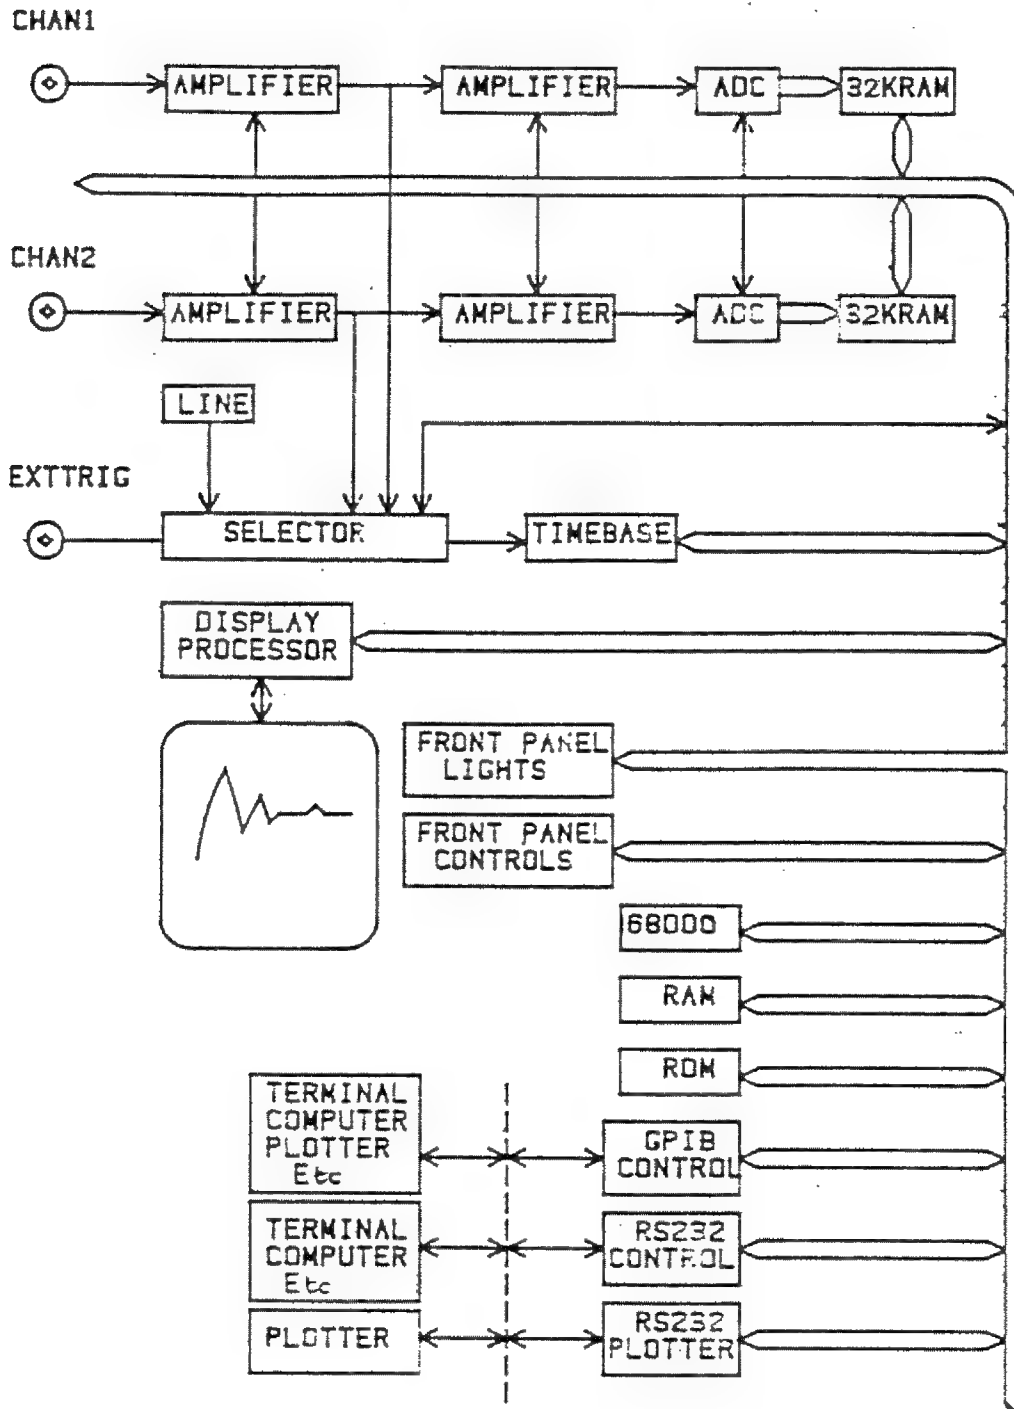 CHAN1
AMPLIFIER
AMPLIFIER
ADC
32KRAM
CHAN2
AMPLIFIER
AMPLIFIER
ADC
32KRAM
LINE
EXTTRIG
SELECTOR
TIMEBASE
DISPLAY
PROCESSOR
FRONT PANEL
LIGHTS
FRONT PANEL
CONTROLS
68000
RAM
ROM
TERMINAL
COMPUTER
PLOTTER
Etc
GPIB
CONTROL
TERMINAL
COMPUTER
Etc
RS232
CONTROL
PLOTTER
RS232
PLOTTER